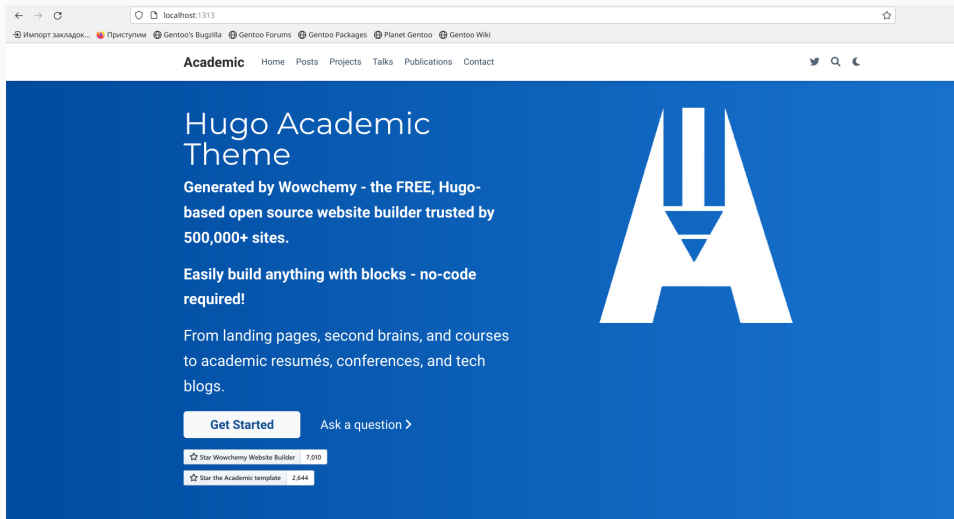 localhost:1313
Импорт закладок... Приступим Gentoo's Bugzilla Gentoo Forums Gentoo Packages Planet Gentoo Gentoo Wiki
Academic Home Posts Projects Talks Publications Contact
Hugo Academic
Theme
Generated by Wowchemy - the FREE, Hugo-
based open source website builder trusted by
500,000+ sites.
Easily build anything with blocks - no-code
required!
From landing pages, second brains, and courses
to academic resumés, conferences, and tech
blogs.
Get Started Ask a question
Star Wowchemy Website Builder 7,010
Star the Academic template 2,644